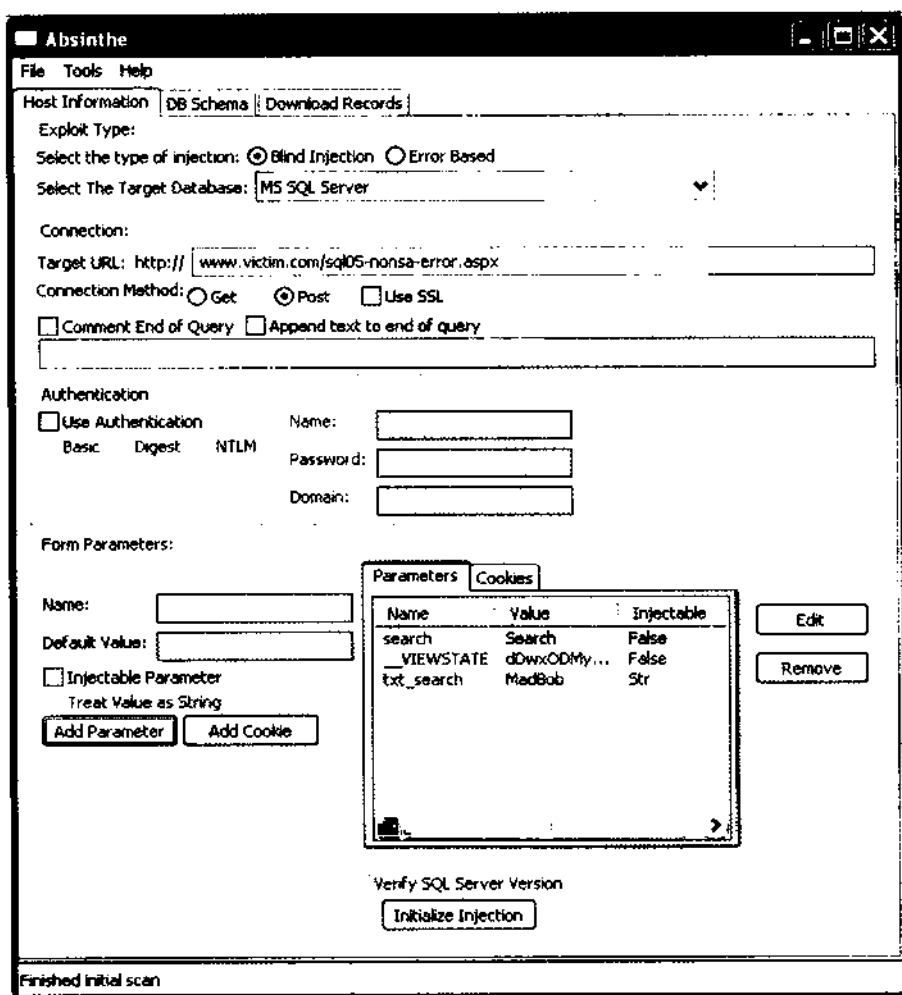 Absinthe
File Tools Help
Host Information DB Schema Download Records
Exploit Type:
Select the type of injection: Blind Injection Error Based
Select The Target Database: MS SQL Server
Connection:
Target URL: http:// www.victim.com/sql05-nonsa-error.aspx
Connection Method: Get Post Use SSL
Comment End of Query Append text to end of query
Authentication
Use Authentication Name:
Basic Digest NTLM
Password:
Domain:
Form Parameters:
Parameters Cookies
Name:
Name Value Injectable
Edit
search Search False
Default Value:
__VIEWSTATE dDwxODMy... False
Remove
Injectable Parameter
txt_search MadBob Str
Treat Value as String
Add Parameter Add Cookie
Verify SQL Server Version
Initialize Injection
Finished initial scan